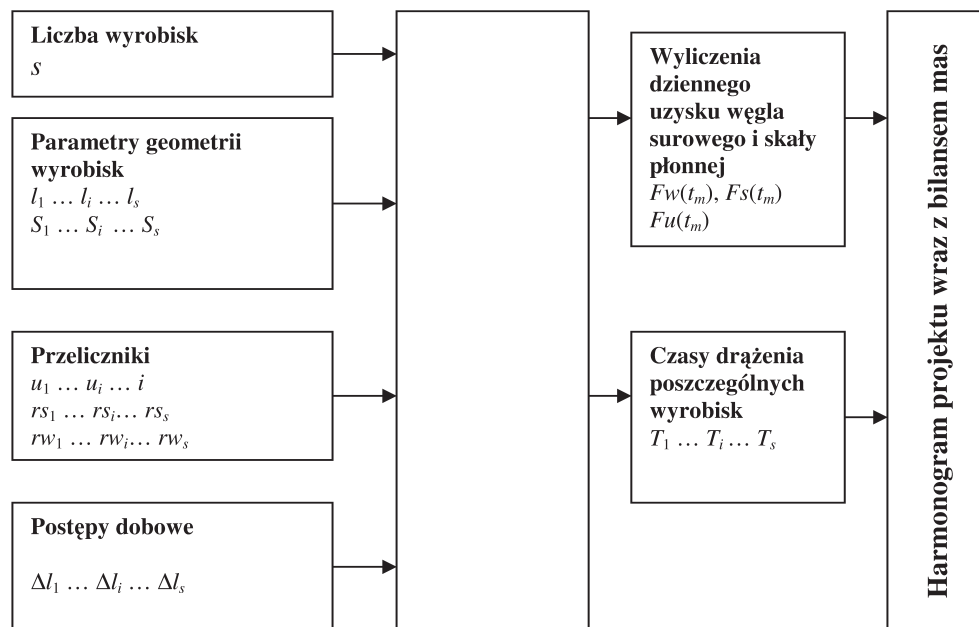 Liczba wyrobisk
s
Parametry geometrii
wyrobisk
l₁ … lᵢ … lₛ
S₁ … Sᵢ … Sₛ
Przeliczniki
u₁ … uᵢ … i
rs₁ … rsᵢ… rsₛ
rw₁ … rwᵢ… rwₛ
Postępy dobowe
Δl₁ … Δlᵢ … Δlₛ
Wyliczenia
dziennego
uzysku węgla
surowego i skały
płonnej
Fw(tₘ), Fs(tₘ)
Fu(tₘ)
Czasy drążenia
poszczególnych
wyrobisk
T₁ … Tᵢ … Tₛ
Harmonogram projektu wraz z bilansem mas